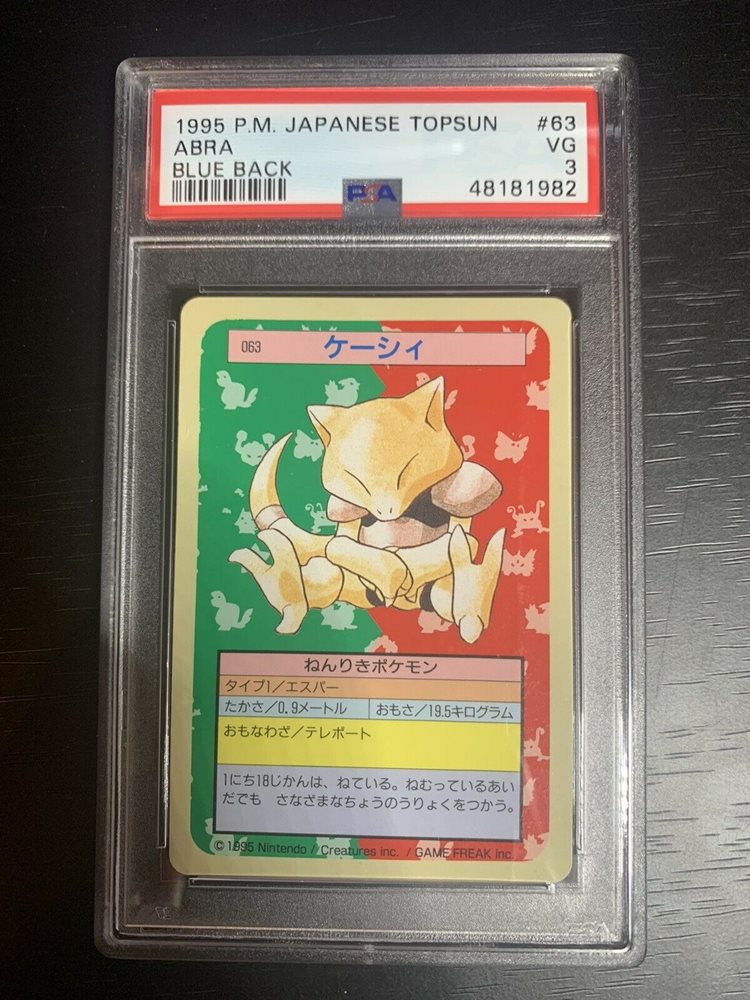 1995 P.M. JAPANESE TOPSUN #63
ABRA VG
BLUE BACK 3
PSA 48181982
063 ケーシィ
ねんりきポケモン
タイプ1/エスパー
たかさ/0.9メートル おもさ/19.5キログラム
おもなわざ/テレポート
1にち18じかんは、ねている。ねむっているあい
だでも さなざまなちょうのうりょくをつかう。
©1995 Nintendo / Creatures inc. / GAME FREAK inc.